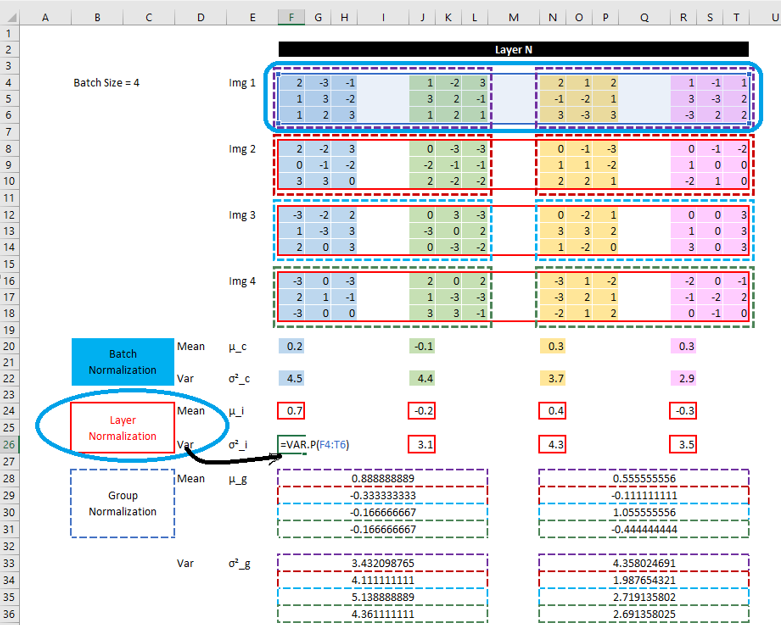 A B C D E F G H I J K L M N O P Q R S T U
1
2 Layer N
3
4 Batch Size = 4 Img 1 2 -3 -1 1 -2 3 2 1 2 1 -1 1
5 1 3 -2 3 2 -1 -1 -2 1 3 -3 2
6 1 2 3 1 2 1 3 -3 3 -3 2 2
7
8 Img 2 2 -2 3 0 -3 -3 0 -1 -3 0 -1 -2
9 0 -1 -2 -2 -1 -1 1 1 -2 1 0 0
10 3 3 0 2 -2 -2 2 2 1 -2 1 0
11
12 Img 3 -3 -2 2 0 3 -3 0 -2 1 0 0 3
13 1 -3 3 -3 0 2 3 3 2 1 0 3
14 2 0 3 0 -3 -2 1 -2 0 3 0 3
15
16 Img 4 -3 0 -3 2 0 2 -3 1 -2 -2 0 -1
17 2 1 -1 1 -3 -3 -3 2 1 -1 -2 2
18 -3 0 0 3 3 -1 -2 1 2 0 -1 0
19
20 Batch Normalization Mean μ_c 0.2 -0.1 0.3 0.3
21
22 Var σ²_c 4.5 4.4 3.7 2.9
23
24 Layer Normalization Mean μ_i 0.7 -0.2 0.4 -0.3
25
26 Var σ²_i =VAR.P(F4:T6) 3.1 4.3 3.5
27
28 Group Normalization Mean μ_g 0.888888889 0.555555556
29 -0.333333333 -0.111111111
30 -0.166666667 1.055555556
31 -0.166666667 -0.444444444
32
33 Var σ²_g 3.432098765 4.358024691
34 4.111111111 1.987654321
35 5.138888889 2.719135802
36 4.361111111 2.691358025